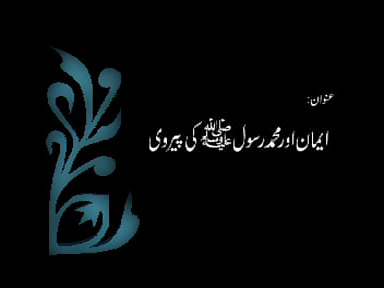 عنوان:
ایمان اور محمد رسول ﷺ کی پیروی